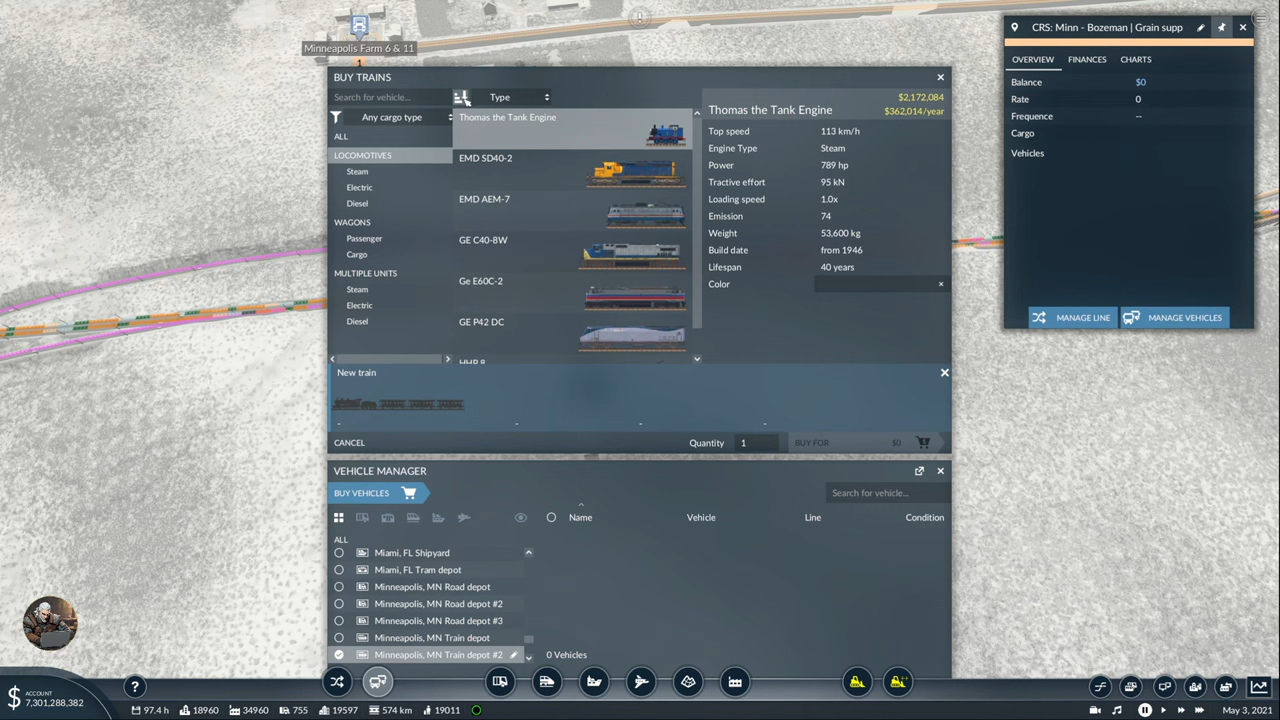 Minneapolis Farm 6 & 11
1
CRS: Minn - Bozeman | Grain supp
OVERVIEW FINANCES CHARTS
Balance $0
Rate 0
Frequency --
Cargo
Vehicles
MANAGE LINE MANAGE VEHICLES
BUY TRAINS
Search for vehicle... Type
Any cargo type
ALL
LOCOMOTIVES
Steam
Electric
Diesel
WAGONS
Passenger
Cargo
MULTIPLE UNITS
Steam
Electric
Diesel
Thomas the Tank Engine
EMD SD40-2
EMD AEM-7
GE C40-8W
Ge E60C-2
GE P42 DC
HHP 8
Thomas the Tank Engine
$2,172,084
$362,014/year
Top speed 113 km/h
Engine Type Steam
Power 789 hp
Tractive effort 95 kN
Loading speed 1.0x
Emission 74
Weight 53,600 kg
Build date from 1946
Lifespan 40 years
Color
New train
- - - -
CANCEL Quantity 1 BUY FOR $0
VEHICLE MANAGER
BUY VEHICLES Search for vehicle...
Name Vehicle Line Condition
ALL
Miami, FL Shipyard
Miami, FL Tram depot
Minneapolis, MN Road depot
Minneapolis, MN Road depot #2
Minneapolis, MN Road depot #3
Minneapolis, MN Train depot
Minneapolis, MN Train depot #2 0 Vehicles
$ ACCOUNT
7,301,288,382
?
97.4 h 18960 34960 755 19597 574 km 19011 May 3, 2021